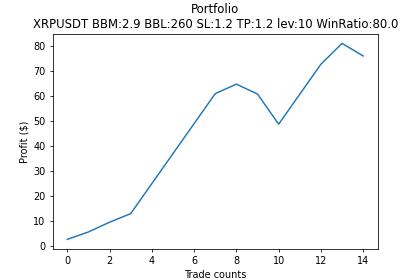 Portfolio
XRPUSDT BBM:2.9 BBL:260 SL:1.2 TP:1.2 lev:10 WinRatio:80.0
80
70
60
50
40
30
20
10
0
Profit ($)
0 2 4 6 8 10 12 14
Trade counts